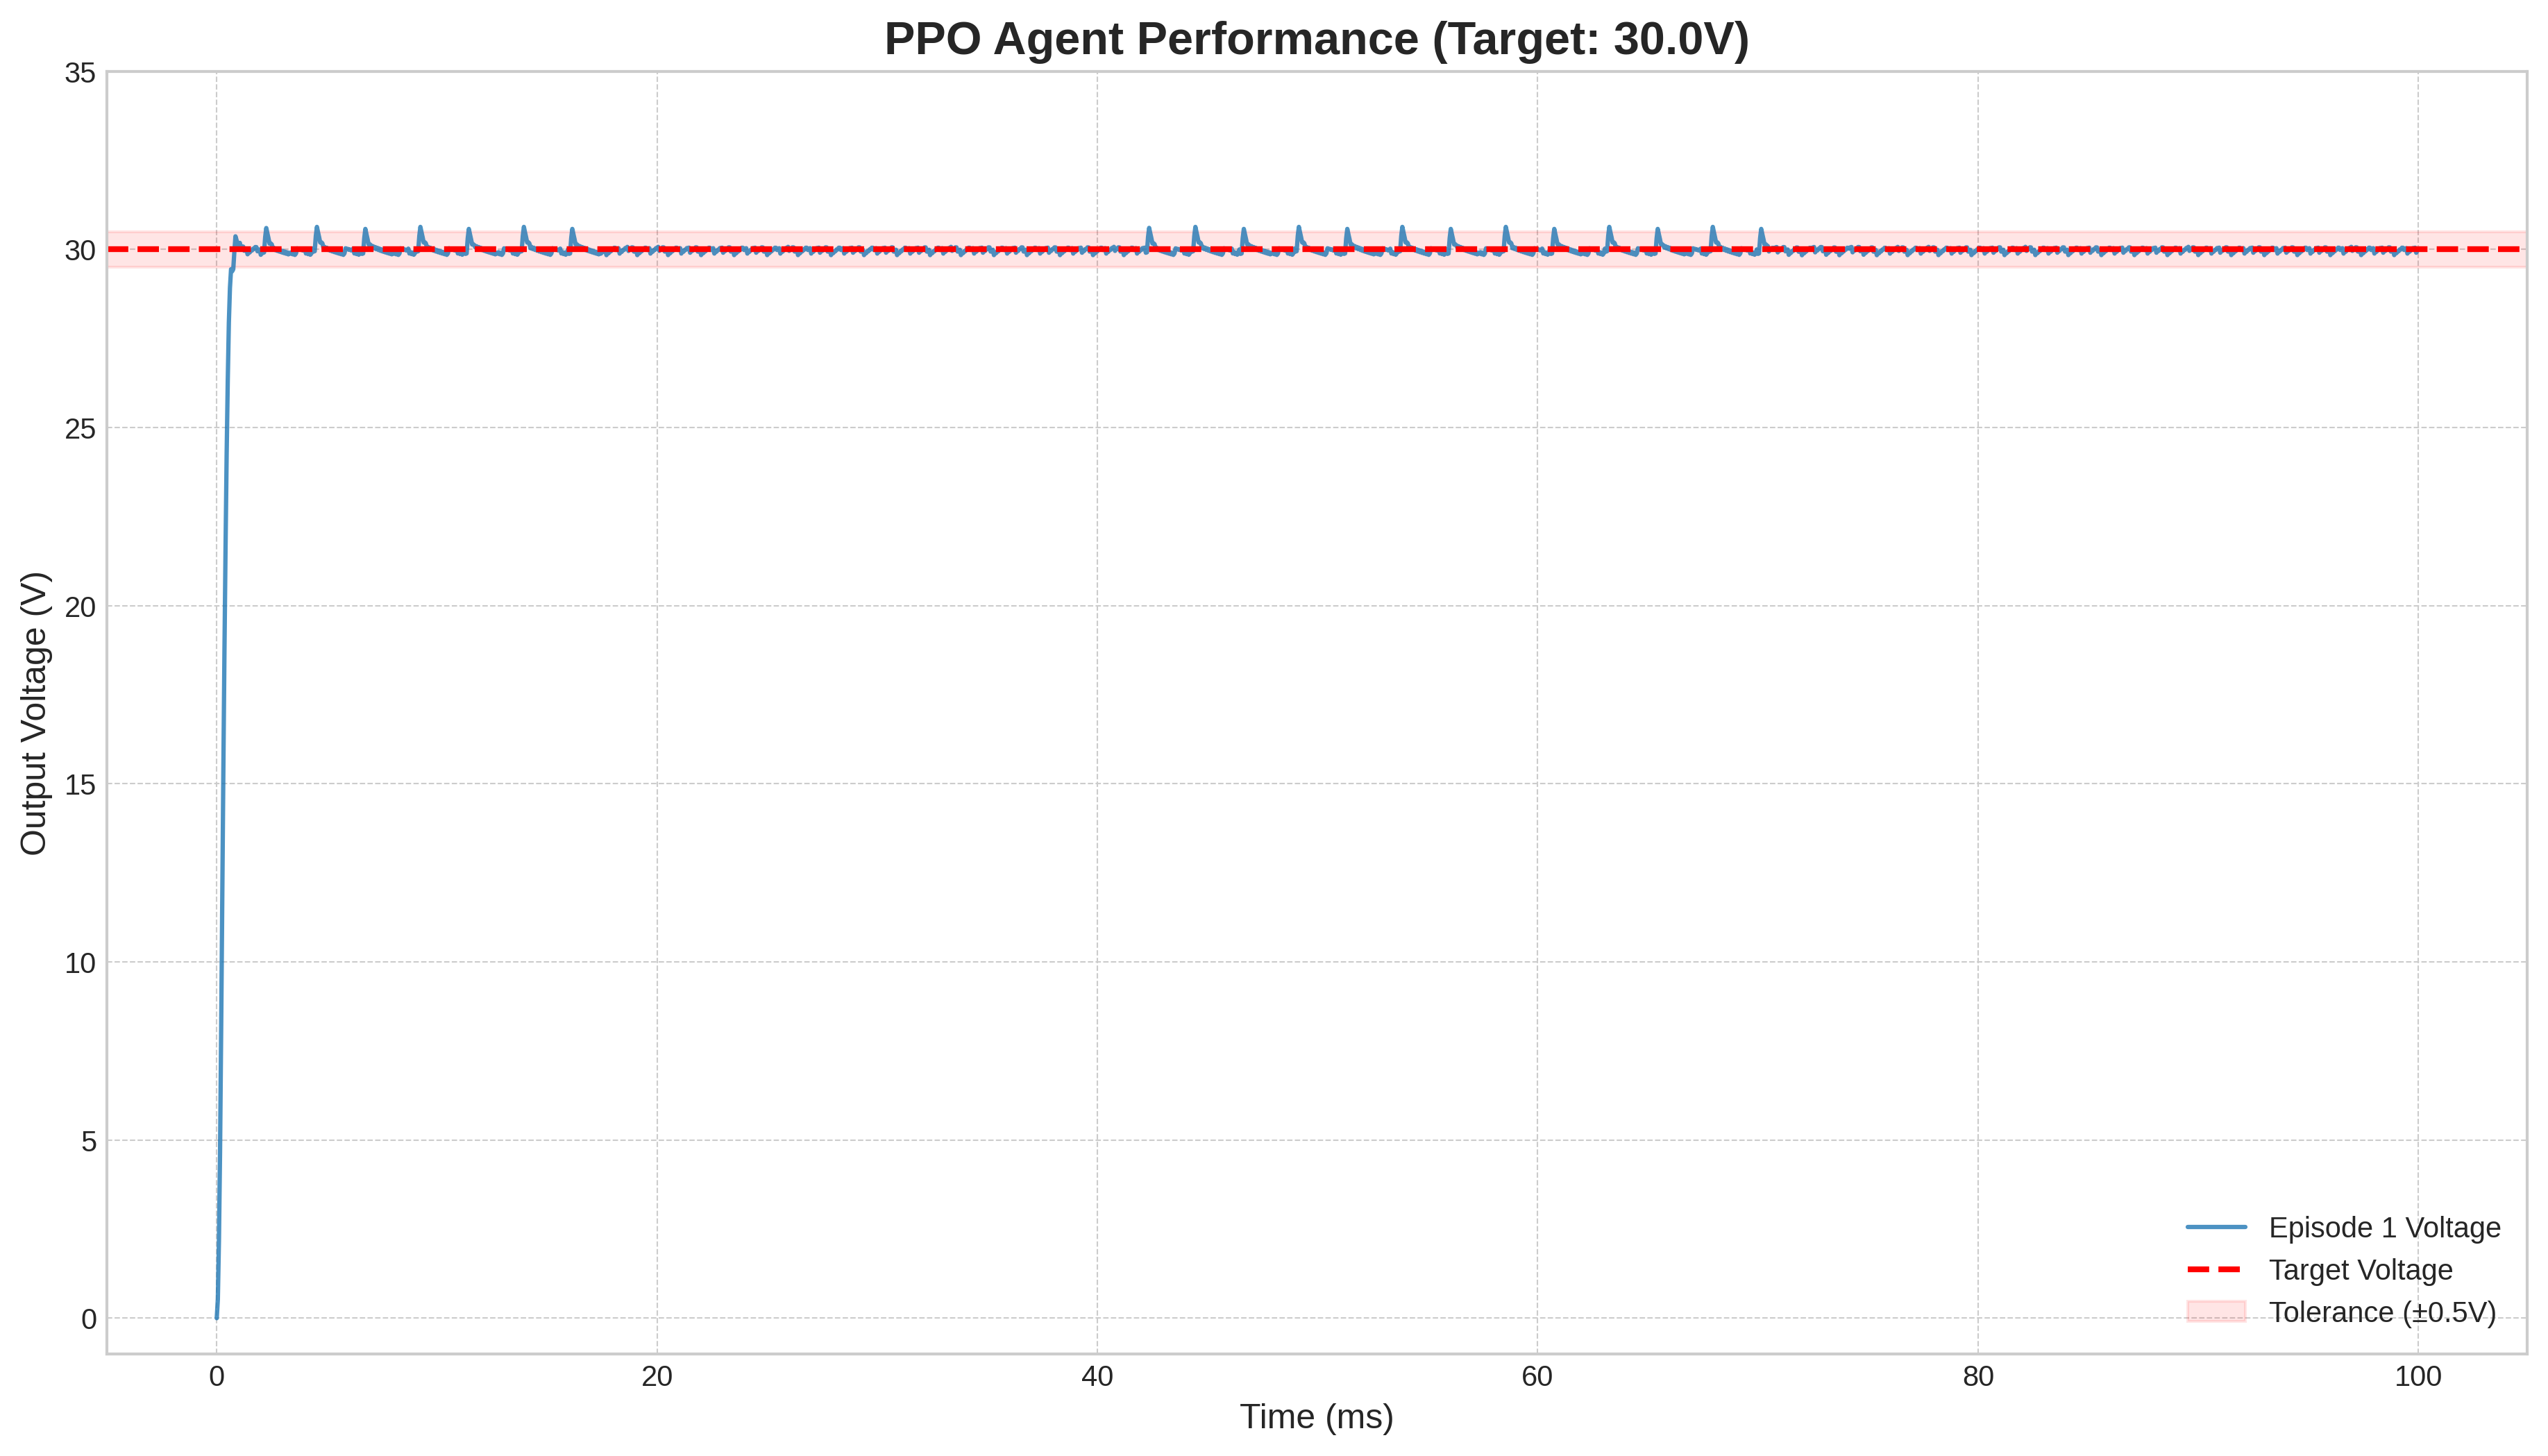 PPO Agent Performance (Target: 30.0V)
35
30
25
20
15
10
5
0
Output Voltage (V)
0 20 40 60 80 100
Time (ms)
Episode 1 Voltage
Target Voltage
Tolerance (±0.5V)